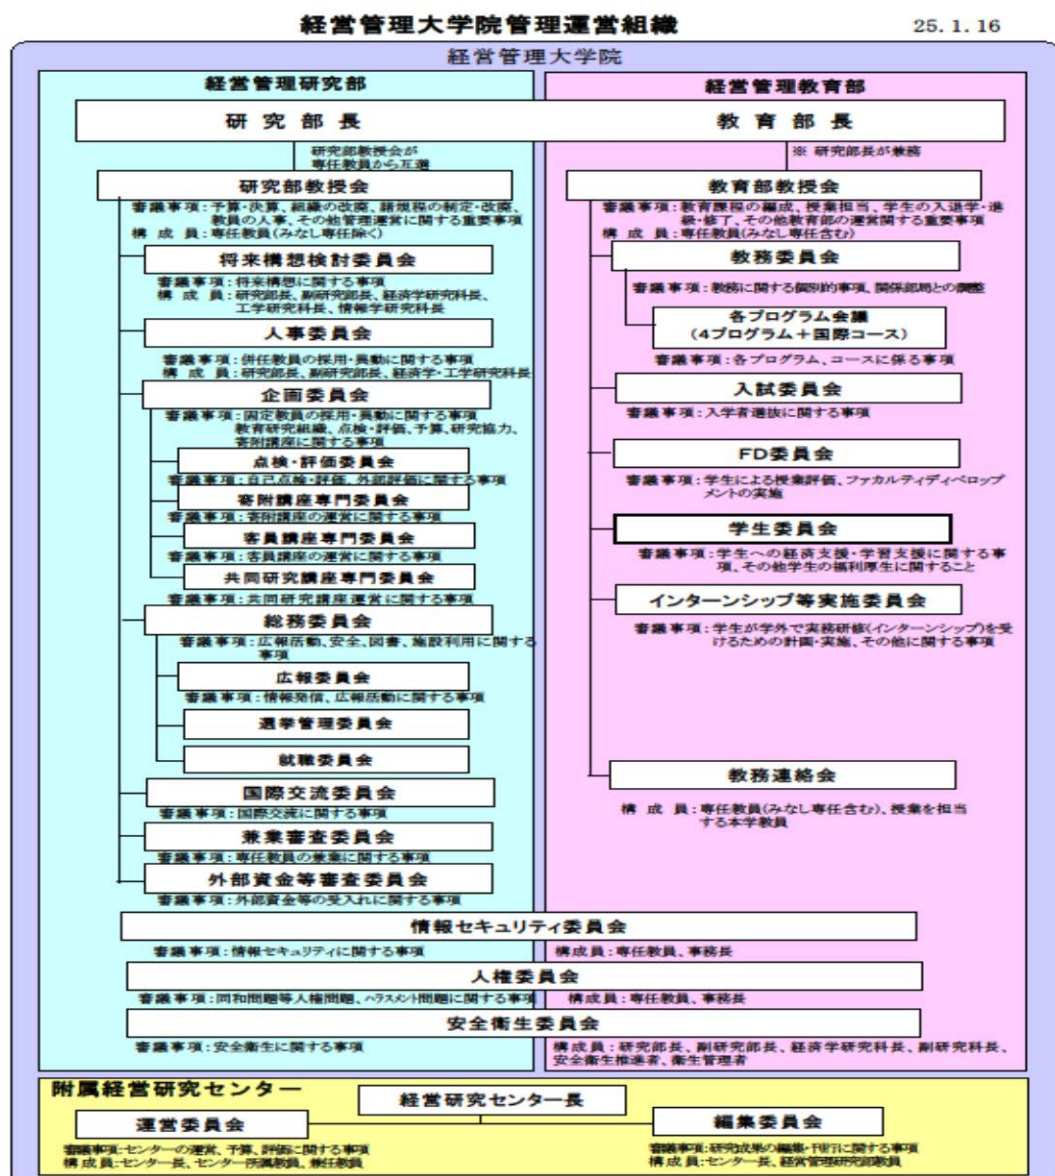 経営管理大学院管理運営組織
25.1.16
経営管理大学院
経営管理研究部
研究部長
研究部教授会が
専任教員から互選
研究部教授会
審議事項:予算・決算、組織の改廃、諸規程の制定・改廃、
教員の人事、その他管理運営に関する重要事項
構成員:専任教員(みなし専任除く)
将来構想検討委員会
審議事項:将来構想に関する事項
構成員:研究部長、副研究部長、経済学研究科長、
工学研究科長、情報学研究科長
人事委員会
審議事項:併任教員の採用・異動に関する事項
構成員:研究部長、副研究部長、経済学・工学研究科長
企画委員会
審議事項:固定教員の採用・異動に関する事項
教育研究組織、点検・評価、予算、研究協力、
寄附講座に関する事項
点検・評価委員会
審議事項:自己点検・評価、外部評価に関する事項
寄附講座専門委員会
審議事項:寄附講座の運営に関する事項
客員講座専門委員会
審議事項:客員講座の運営に関する事項
共同研究講座専門委員会
審議事項:共同研究講座運営に関する事項
総務委員会
審議事項:広報活動、安全、図書、施設利用に関する
事項
広報委員会
審議事項:情報発信、広報活動に関する事項
選挙管理委員会
就職委員会
国際交流委員会
審議事項:国際交流に関する事項
兼業審査委員会
審議事項:専任教員の兼業に関する事項
外部資金等審査委員会
審議事項:外部資金等の受入れに関する事項
経営管理教育部
教育部長
※ 研究部長が兼務
教育部教授会
審議事項:教育課程の編成、授業担当、学生の入退学・進
級・修了、その他教育部の運営関する重要事項
構成員:専任教員(みなし専任含む)
教務委員会
審議事項:教務に関する個別的事項、関係部局との調整
各プログラム会議
(4プログラム+国際コース)
審議事項:各プログラム、コースに係る事項
入試委員会
審議事項:入学者選抜に関する事項
FD委員会
審議事項:学生による授業評価、ファカルティディベロップ
メントの実施
学生委員会
審議事項:学生への経済支援・学習支援に関する事
項、その他学生の福利厚生に関すること
インターンシップ等実施委員会
審議事項:学生が学外で実務研修(インターンシップ)を受
けるための計画・実施、その他に関する事項
教務連絡会
構成員:専任教員(みなし専任含む)、授業を担当
する本学教員
情報セキュリティ委員会
審議事項:情報セキュリティに関する事項
構成員:専任教員、事務長
人権委員会
審議事項:同和問題等人権問題、ハラスメント問題に関する事項
構成員:専任教員、事務長
安全衛生委員会
審議事項:安全衛生に関する事項
構成員:研究部長、副研究部長、経済学研究科長、副研究科長、
安全衛生推進者、衛生管理者
附属経営研究センター
経営研究センター長
運営委員会
審議事項:センターの運営、予算、評価に関する事項
構成員:センター長、センター所属教員、兼任教員
編集委員会
審議事項:研究成果の編集・刊行に関する事項
構成員:センター長、経営管理研究部教員